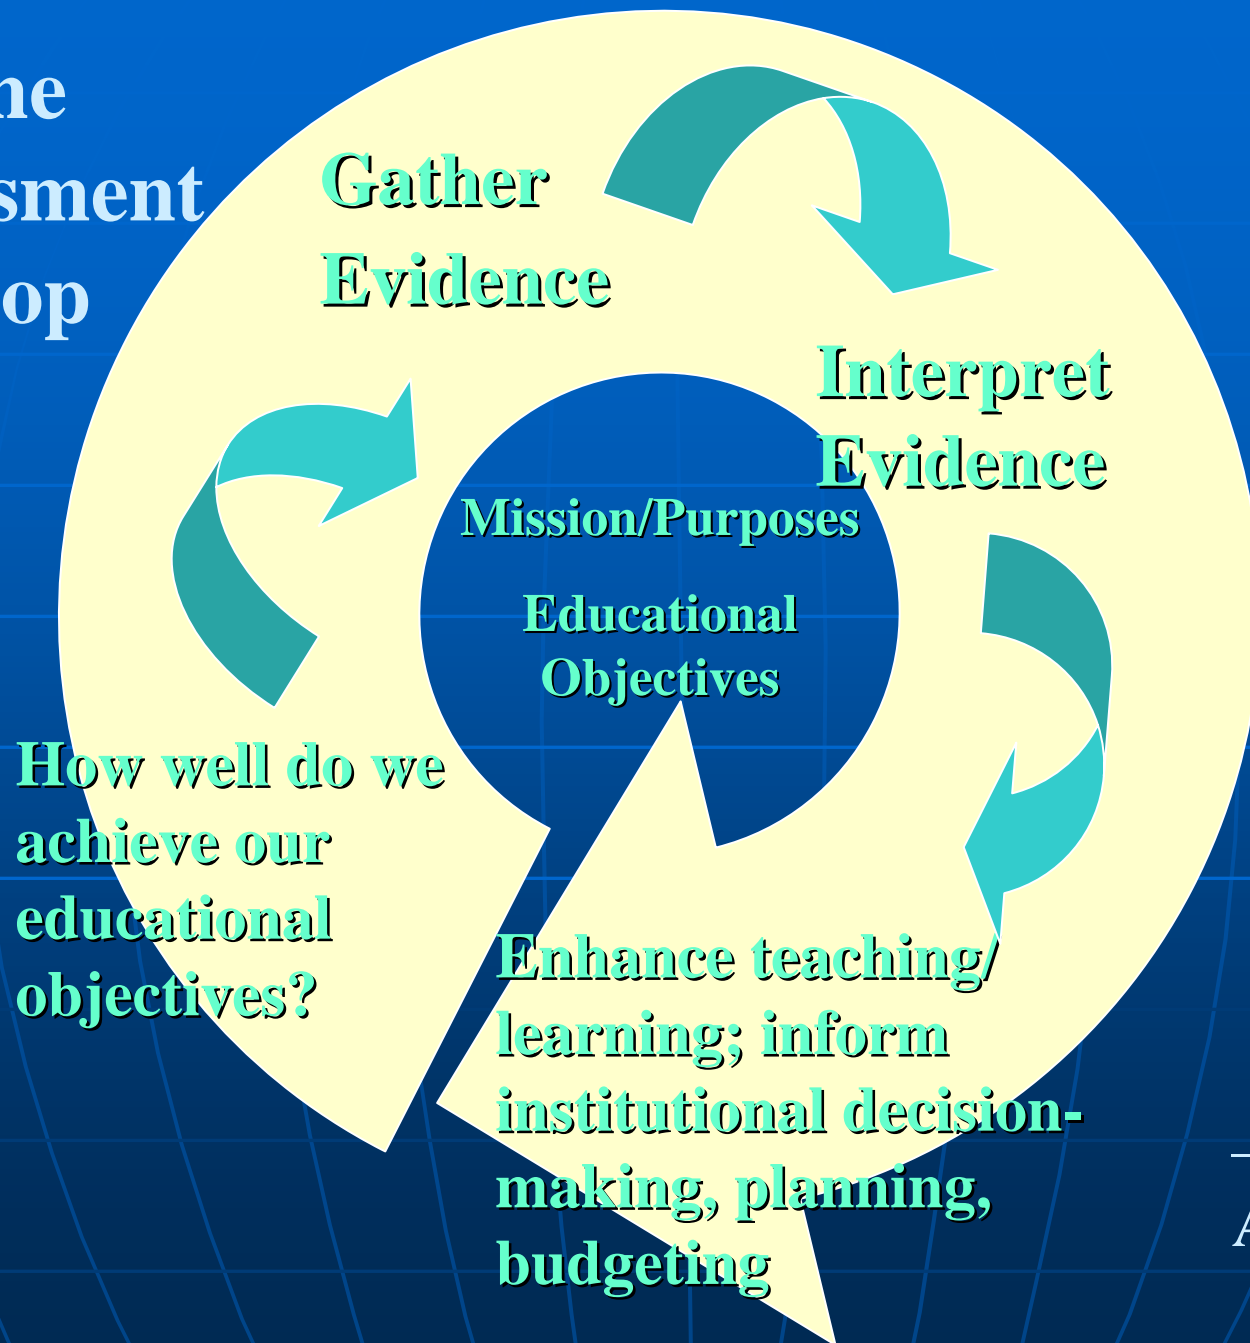 he
sment
op
Gather
Evidence
Interpret
Evidence
Mission/Purposes
Educational
Objectives
How well do we
achieve our
educational
objectives?
Enhance teaching/
learning; inform
institutional decision-
making, planning,
budgeting